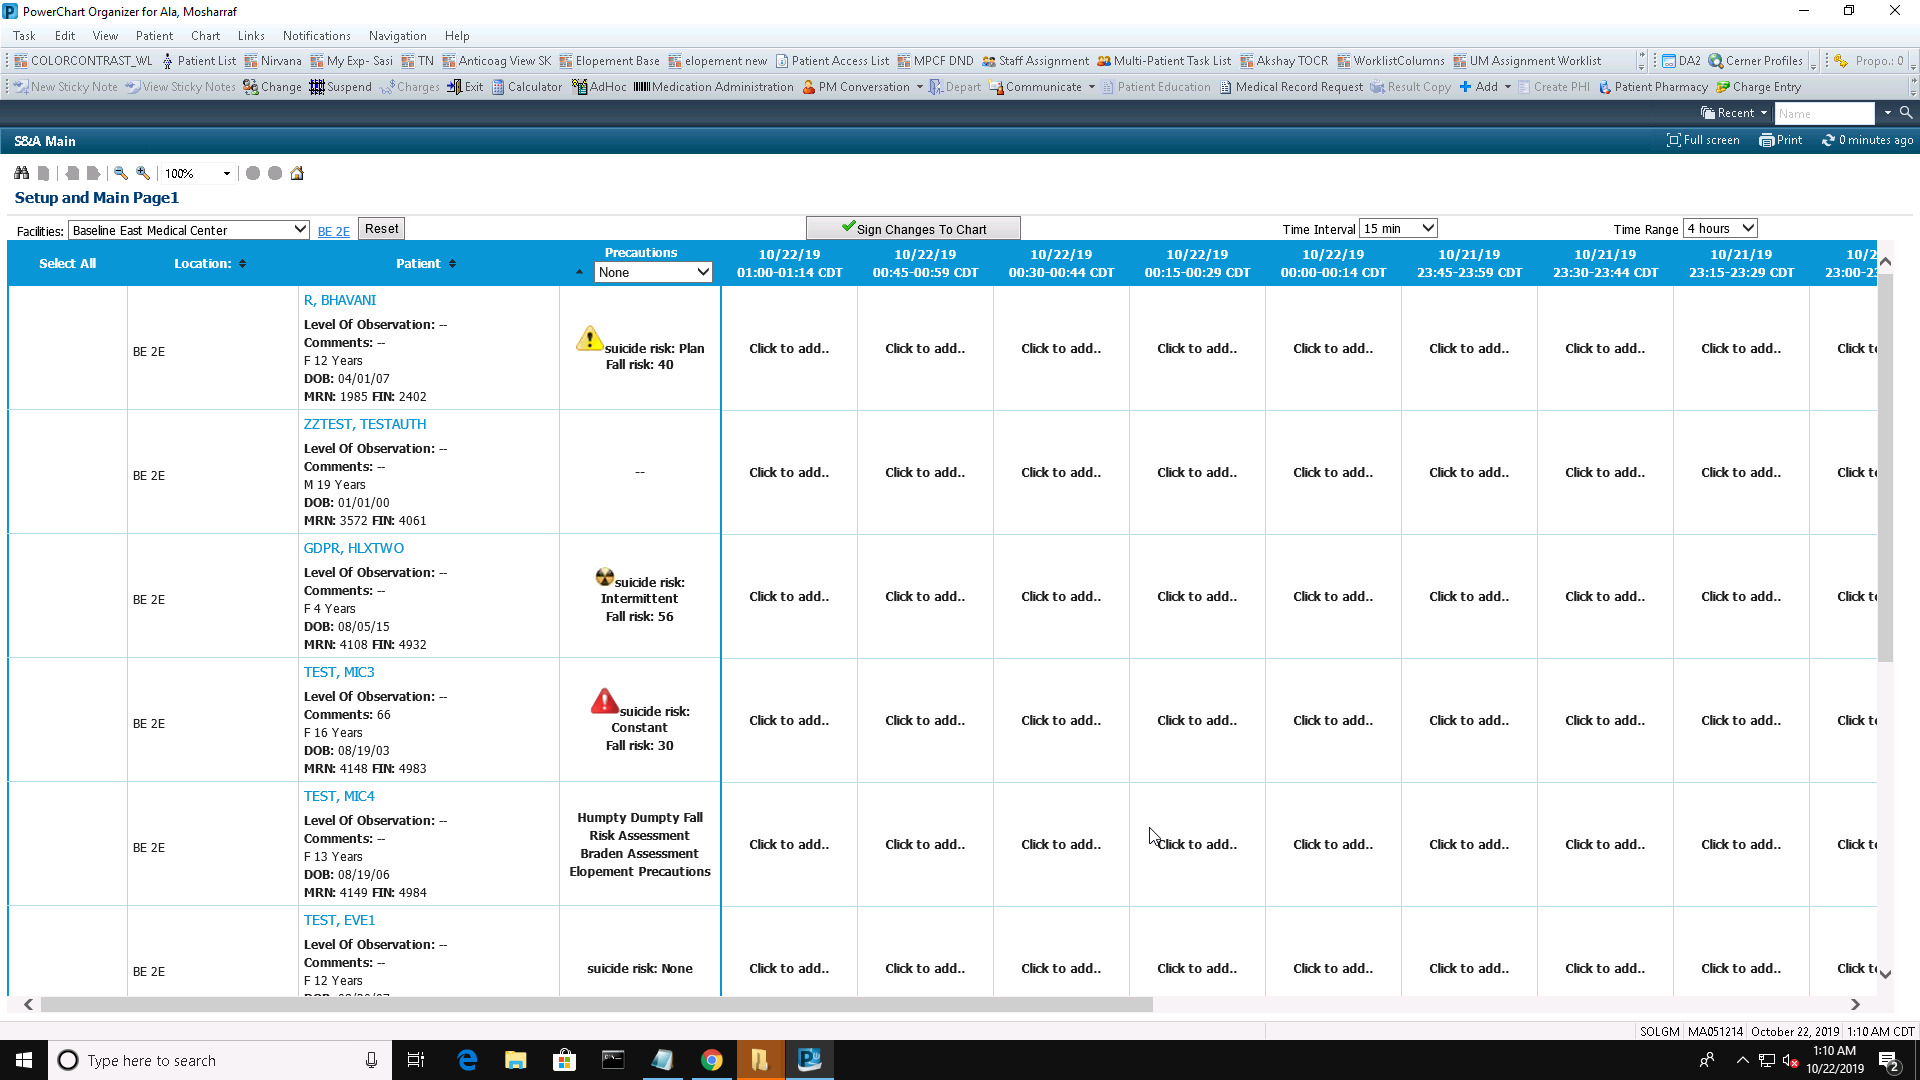 PowerChart Organizer for Ala, Mosharraf
Task Edit View Patient Chart Links Notifications Navigation Help
COLORCONTRAST_WL Patient List Nirvana My Exp- Sasi TN Anticoag View SK Elopement Base elopement new Patient Access List MPCF DND Staff Assignment Multi-Patient Task List Akshay TOCR WorklistColumns UM Assignment Worklist DA2 Cerner Profiles Propo.: 0
New Sticky Note View Sticky Notes Change Suspend Charges Exit Calculator AdHoc Medication Administration PM Conversation Depart Communicate Patient Education Medical Record Request Result Copy Add Create PHI Patient Pharmacy Charge Entry
Recent Name
S&A Main Full screen Print 0 minutes ago
100%
Setup and Main Page1
Facilities: Baseline East Medical Center BE 2E Reset Sign Changes To Chart Time Interval 15 min Time Range 4 hours
Select All Location: Patient Precautions None
10/22/19 01:00-01:14 CDT
10/22/19 00:45-00:59 CDT
10/22/19 00:30-00:44 CDT
10/22/19 00:15-00:29 CDT
10/22/19 00:00-00:14 CDT
10/21/19 23:45-23:59 CDT
10/21/19 23:30-23:44 CDT
10/21/19 23:15-23:29 CDT
R, BHAVANI
Level Of Observation: --
Comments: --
F 12 Years
DOB: 04/01/07
MRN: 1985 FIN: 2402
BE 2E
suicide risk: Plan
Fall risk: 40
Click to add.. Click to add.. Click to add.. Click to add.. Click to add.. Click to add.. Click to add.. Click to add.. Click t
ZZTEST, TESTAUTH
Level Of Observation: --
Comments: --
M 19 Years
DOB: 01/01/00
MRN: 3572 FIN: 4061
BE 2E
--
Click to add.. Click to add.. Click to add.. Click to add.. Click to add.. Click to add.. Click to add.. Click to add.. Click t
GDPR, HLXTWO
Level Of Observation: --
Comments: --
F 4 Years
DOB: 08/05/15
MRN: 4108 FIN: 4932
BE 2E
suicide risk:
Intermittent
Fall risk: 56
Click to add.. Click to add.. Click to add.. Click to add.. Click to add.. Click to add.. Click to add.. Click to add.. Click t
TEST, MIC3
Level Of Observation: --
Comments: 66
F 16 Years
DOB: 08/19/03
MRN: 4148 FIN: 4983
BE 2E
suicide risk:
Constant
Fall risk: 30
Click to add.. Click to add.. Click to add.. Click to add.. Click to add.. Click to add.. Click to add.. Click to add.. Click t
TEST, MIC4
Level Of Observation: --
Comments: --
F 13 Years
DOB: 08/19/06
MRN: 4149 FIN: 4984
BE 2E
Humpty Dumpty Fall
Risk Assessment
Braden Assessment
Elopement Precautions
Click to add.. Click to add.. Click to add.. Click to add.. Click to add.. Click to add.. Click to add.. Click to add.. Click t
TEST, EVE1
Level Of Observation: --
Comments: --
F 12 Years
BE 2E
suicide risk: None
Click to add.. Click to add.. Click to add.. Click to add.. Click to add.. Click to add.. Click to add.. Click to add.. Click t
SOLGM MA051214 October 22, 2019 1:10 AM CDT
Type here to search
1:10 AM
10/22/2019
2